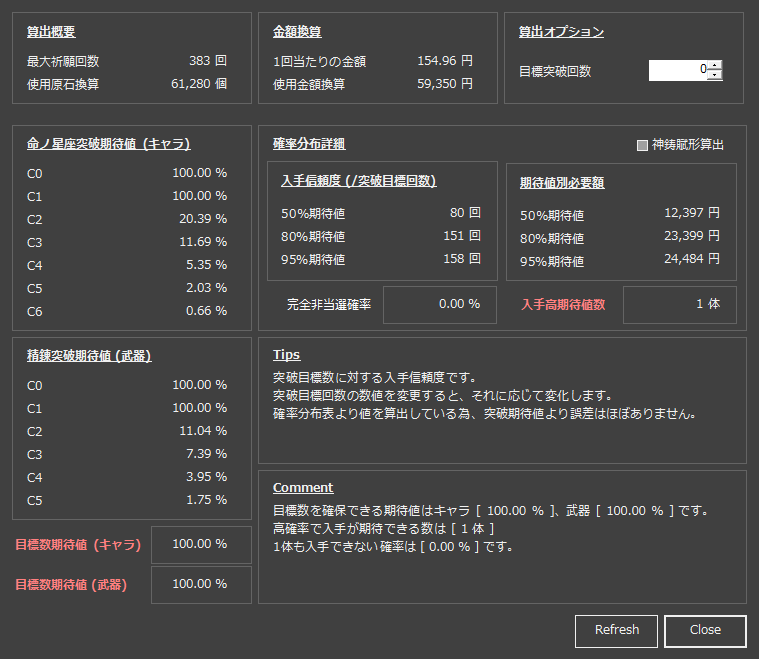 算出概要
最大祈願回数 383 回
使用原石換算 61,280 個
金額換算
1回当たりの金額 154.96 円
使用金額換算 59,350 円
算出オプション
目標突破回数 0
命ノ星座突破期待値 (キャラ)
C0 100.00 %
C1 100.00 %
C2 20.39 %
C3 11.69 %
C4 5.35 %
C5 2.03 %
C6 0.66 %
確率分布詳細
神鋳賦形算出
入手信頼度 (/突破目標回数)
50%期待値 80 回
80%期待値 151 回
95%期待値 158 回
期待値別必要額
50%期待値 12,397 円
80%期待値 23,399 円
95%期待値 24,484 円
完全非当選確率 0.00 %
入手高期待値数 1 体
精錬突破期待値 (武器)
C0 100.00 %
C1 100.00 %
C2 11.04 %
C3 7.39 %
C4 3.95 %
C5 1.75 %
目標数期待値 (キャラ) 100.00 %
目標数期待値 (武器) 100.00 %
Tips
突破目標数に対する入手信頼度です。
突破目標回数の数値を変更すると、それに応じて変化します。
確率分布表より値を算出している為、突破期待値より誤差はほぼありません。
Comment
目標数を確保できる期待値はキャラ [ 100.00 % ]、武器 [ 100.00 % ] です。
高確率で入手が期待できる数は [ 1 体 ]
1体も入手できない確率は [ 0.00 % ] です。
Refresh
Close